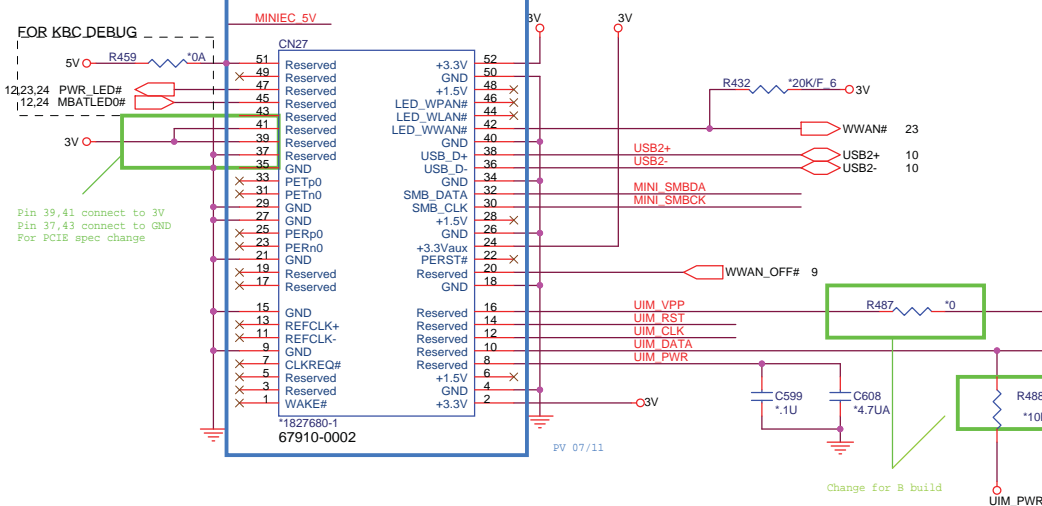 MINIEC_5V
3V
3V
FOR KBC DEBUG
CN27
5V
R459
*0A
51 Reserved
+3.3V 52
49 Reserved
GND 50
12,23,24 PWR_LED#
47 Reserved
+1.5V 48
12,24 MBATLED0#
45 Reserved
LED_WPAN# 46
43 Reserved
LED_WLAN# 44
41 Reserved
LED_WWAN# 42
3V
39 Reserved
GND 40
37 Reserved
USB_D+ 38
35 GND
USB_D- 36
33 PETp0
GND 34
31 PETn0
SMB_DATA 32
29 GND
SMB_CLK 30
27 GND
+1.5V 28
25 PERp0
GND 26
23 PERn0
+3.3Vaux 24
21 GND
PERST# 22
19 Reserved
Reserved 20
17 Reserved
GND 18
15 GND
Reserved 16
13 REFCLK+
Reserved 14
11 REFCLK-
Reserved 12
9 GND
Reserved 10
7 CLKREQ#
Reserved 8
5 Reserved
+1.5V 6
3 Reserved
GND 4
1 WAKE#
+3.3V 2
*1827680-1
67910-0002
R432
*20K/F_6
3V
WWAN# 23
USB2+
USB2+ 10
USB2-
USB2- 10
MINI_SMBDA
MINI_SMBCK
WWAN_OFF# 9
UIM_VPP
R487
*0
UIM_RST
UIM_CLK
UIM_DATA
UIM_PWR
C599
*.1U
C608
*4.7UA
3V
R488
UIM_PWR
Pin 39,41 connect to 3V
Pin 37,43 connect to GND
For PCIE spec change
PV 07/11
Change for B build